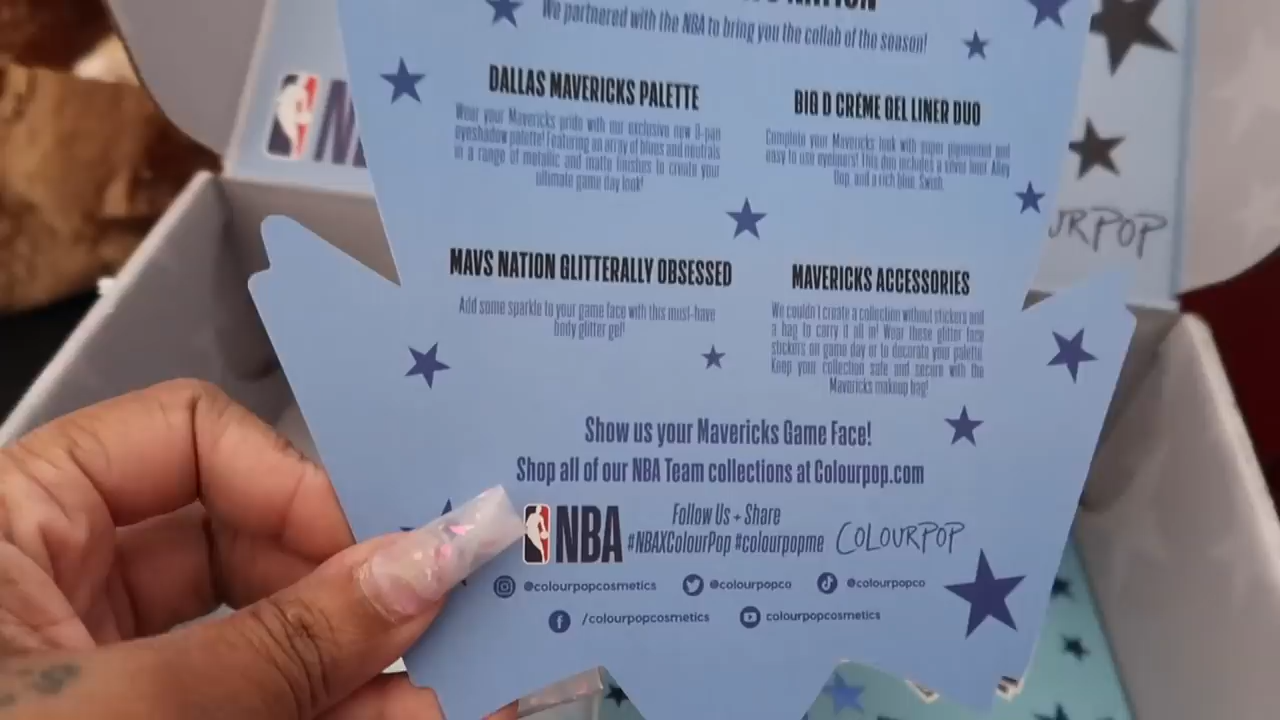 NATION
We partnered with the NBA to bring you the collab of the season!
DALLAS MAVERICKS PALETTE
Wear your Mavericks pride with our exclusive new 9-pan
eyeshadow palette! Featuring an array of blues and neutrals
in a range of metallic and matte finishes to create your
ultimate game day look!
BIG D CRÉME GEL LINER DUO
Complete your Mavericks look with super pigmented and
easy to use eyeliners! This duo includes a silver liner, Alley
Oop, and a rich blue, Swish.
MAVS NATION GLITTERALLY OBSESSED
Add some sparkle to your game face with this must-have
body glitter gel!
MAVERICKS ACCESSORIES
We couldn't create a collection without stickers and
a bag to carry it all in! Wear these glitter face
stickers on game day or to decorate your palette.
Keep your collection safe and secure with the
Mavericks makeup bag!
Show us your Mavericks Game Face!
Shop all of our NBA Team collections at Colourpop.com
NBA
Follow Us + Share
#NBAXColourPop #colourpopme
COLOURPOP
@colourpopcosmetics @colourpopco @colourpopco
/colourpopcosmetics colourpopcosmetics
URPOP